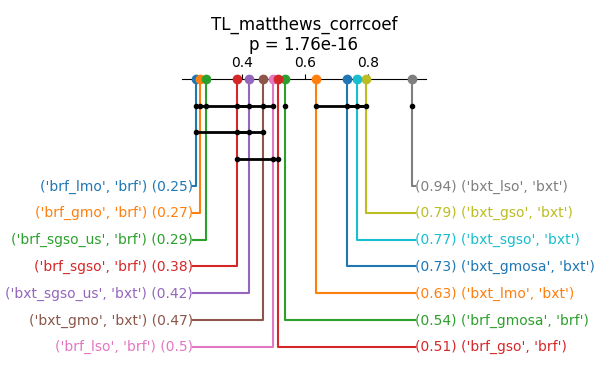 TL_matthews_corrcoef
p = 1.76e-16
0.4 0.6 0.8
('brf_lmo', 'brf') (0.25) (0.94) ('bxt_lso', 'bxt')
('brf_gmo', 'brf') (0.27) (0.79) ('bxt_gso', 'bxt')
('brf_sgso_us', 'brf') (0.29) (0.77) ('bxt_sgso', 'bxt')
('brf_sgso', 'brf') (0.38) (0.73) ('bxt_gmosa', 'bxt')
('bxt_sgso_us', 'bxt') (0.42) (0.63) ('bxt_lmo', 'bxt')
('bxt_gmo', 'bxt') (0.47) (0.54) ('brf_gmosa', 'brf')
('brf_lso', 'brf') (0.5) (0.51) ('brf_gso', 'brf')